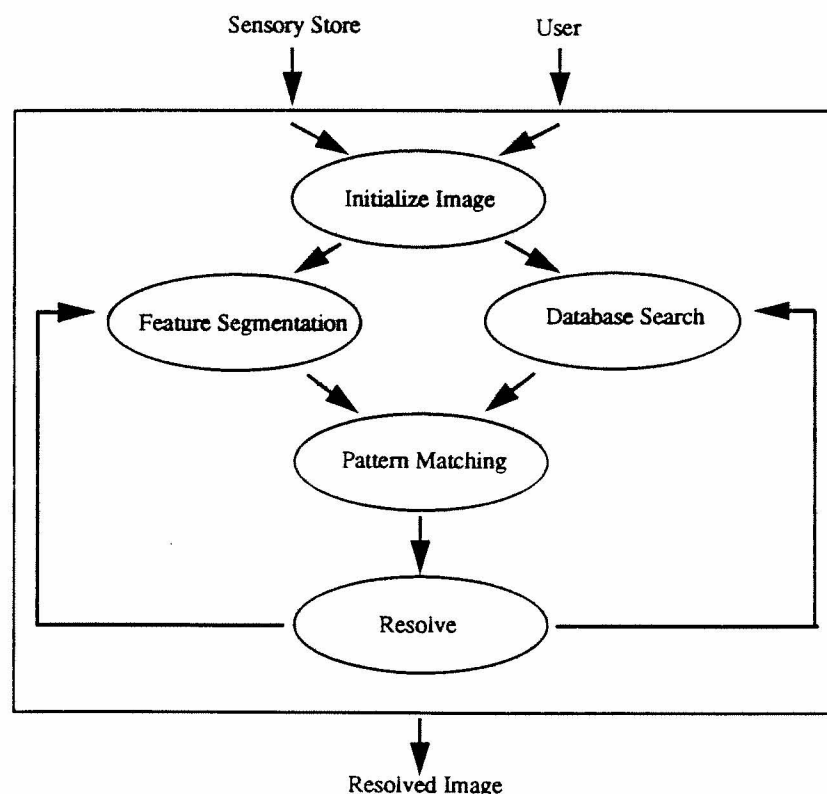 Sensory Store
User
Initialize Image
Feature Segmentation
Database Search
Pattern Matching
Resolve
Resolved Image